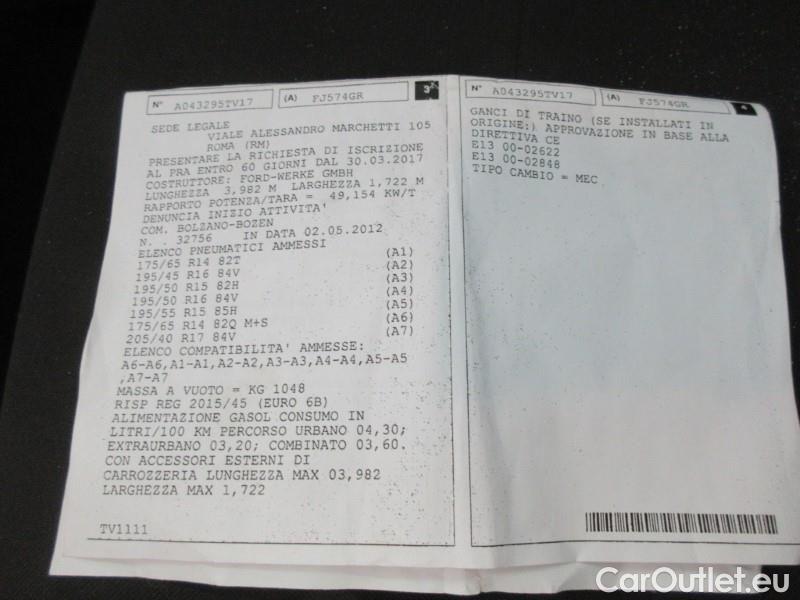 N° A043295TV17 (A) FJ574GR 3
SEDE LEGALE
VIALE ALESSANDRO MARCHETTI 105
ROMA (RM)
PRESENTARE LA RICHIESTA DI ISCRIZIONE
AL PRA ENTRO 60 GIORNI DAL 30.03.2017
COSTRUTTORE: FORD-WERKE GMBH
LUNGHEZZA 3,982 M LARGHEZZA 1,722 M
RAPPORTO POTENZA/TARA = 49,154 KW/T
DENUNCIA INIZIO ATTIVITA'
COM. BOLZANO-BOZEN
N. . 32756 IN DATA 02.05.2012
ELENCO PNEUMATICI AMMESSI
175/65 R14 82T (A1)
195/45 R16 84V (A2)
195/50 R15 82H (A3)
195/50 R16 84V (A4)
195/55 R15 85H (A5)
175/65 R14 82Q M+S (A6)
205/40 R17 84V (A7)
ELENCO COMPATIBILITA' AMMESSE:
A6-A6,A1-A1,A2-A2,A3-A3,A4-A4,A5-A5
,A7-A7
MASSA A VUOTO = KG 1048
RISP REG 2015/45 (EURO 6B)
ALIMENTAZIONE GASOL CONSUMO IN
LITRI/100 KM PERCORSO URBANO 04,30;
EXTRAURBANO 03,20; COMBINATO 03,60.
CON ACCESSORI ESTERNI DI
CARROZZERIA LUNGHEZZA MAX 03,982
LARGHEZZA MAX 1,722
TV1111
N° A043295TV17 (A) FJ574GR 4
GANCI DI TRAINO (SE INSTALLATI IN
ORIGINE:) APPROVAZIONE IN BASE ALLA
DIRETTIVA CE
E13 00-02622
E13 00-02848
TIPO CAMBIO = MEC
CarOutlet.eu